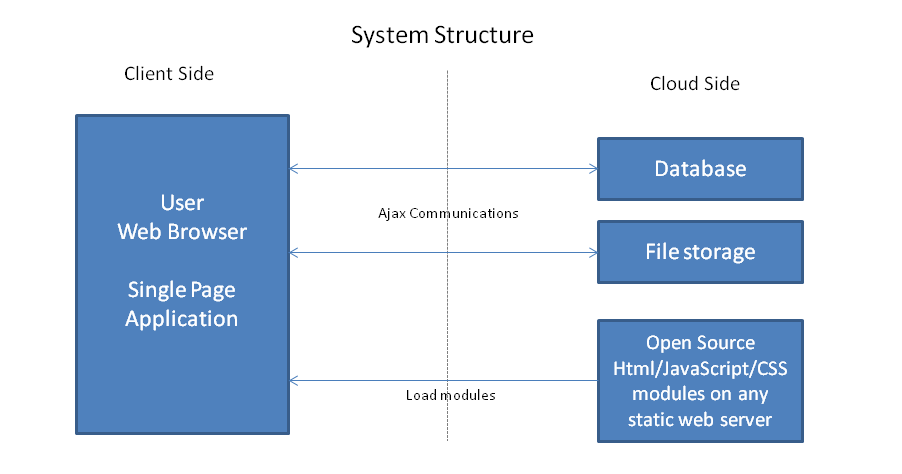 System Structure
Client Side
Cloud Side
User
Web Browser
Single Page
Application
Database
Ajax Communications
File storage
Open Source
Html/JavaScript/CSS
modules on any
static web server
Load modules